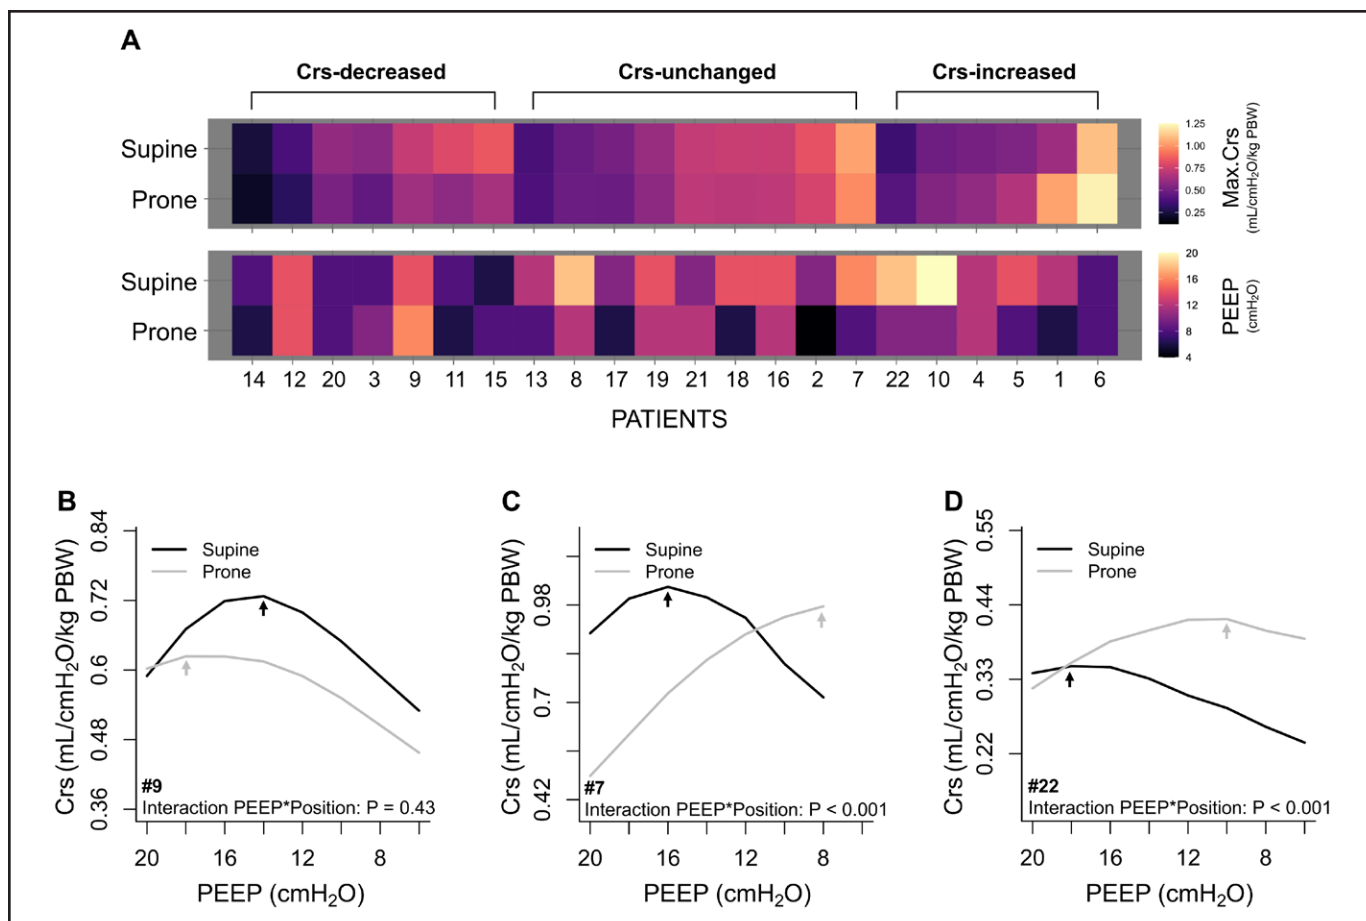 A
Crs-decreased Crs-unchanged Crs-increased
Supine
Prone
1.25
1.00
0.75
0.50
0.25
Max.Crs
(mL/cmH₂O/kg PBW)
Supine
Prone
20
16
12
8
4
PEEP
(cmH₂O)
14 12 20 3 9 11 15 13 8 17 19 21 18 16 2 7 22 10 4 5 1 6
PATIENTS
B
Crs (mL/cmH₂O/kg PBW)
0.84
0.72
0.6
0.48
0.36
Supine
Prone
#9
Interaction PEEP*Position: P = 0.43
20 16 12 8
PEEP (cmH₂O)
C
Crs (mL/cmH₂O/kg PBW)
0.98
0.7
0.42
Supine
Prone
#7
Interaction PEEP*Position: P < 0.001
20 16 12 8
PEEP (cmH₂O)
D
Crs (mL/cmH₂O/kg PBW)
0.55
0.44
0.33
0.22
Supine
Prone
#22
Interaction PEEP*Position: P < 0.001
20 16 12 8
PEEP (cmH₂O)